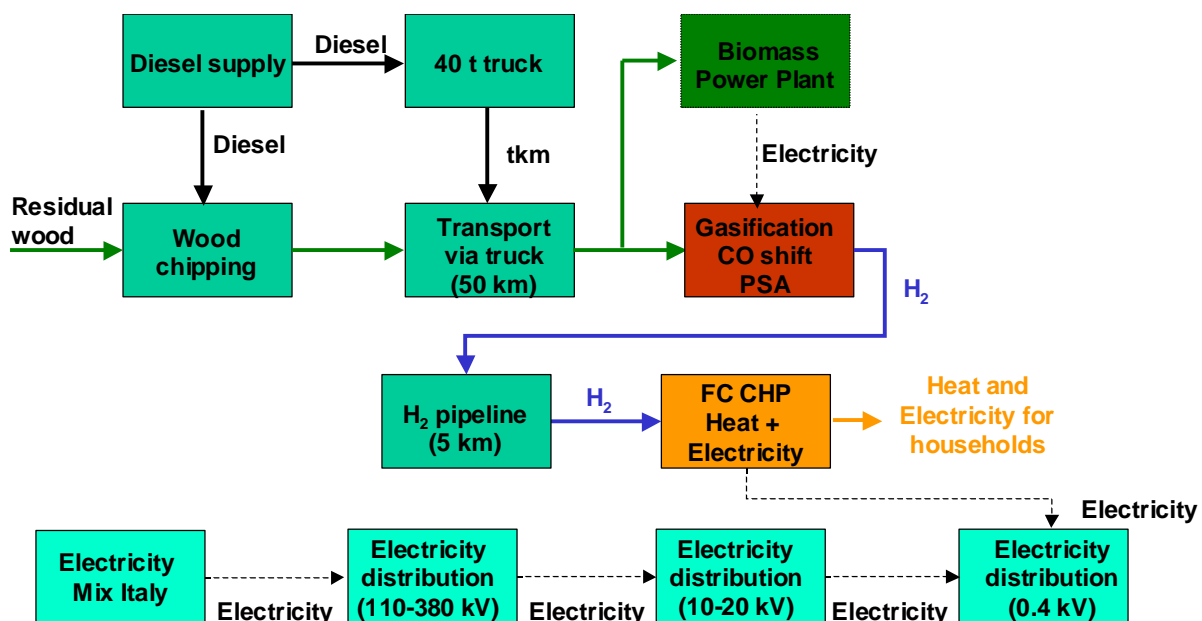 Diesel supply
Diesel
40 t truck
Biomass
Power Plant
Diesel
tkm
Electricity
Residual
wood
Wood
chipping
Transport
via truck
(50 km)
Gasification
CO shift
PSA
H₂
H₂ pipeline
(5 km)
H₂
FC CHP
Heat +
Electricity
Heat and
Electricity for
households
Electricity
Electricity
Mix Italy
Electricity
Electricity
distribution
(110-380 kV)
Electricity
Electricity
distribution
(10-20 kV)
Electricity
Electricity
distribution
(0.4 kV)